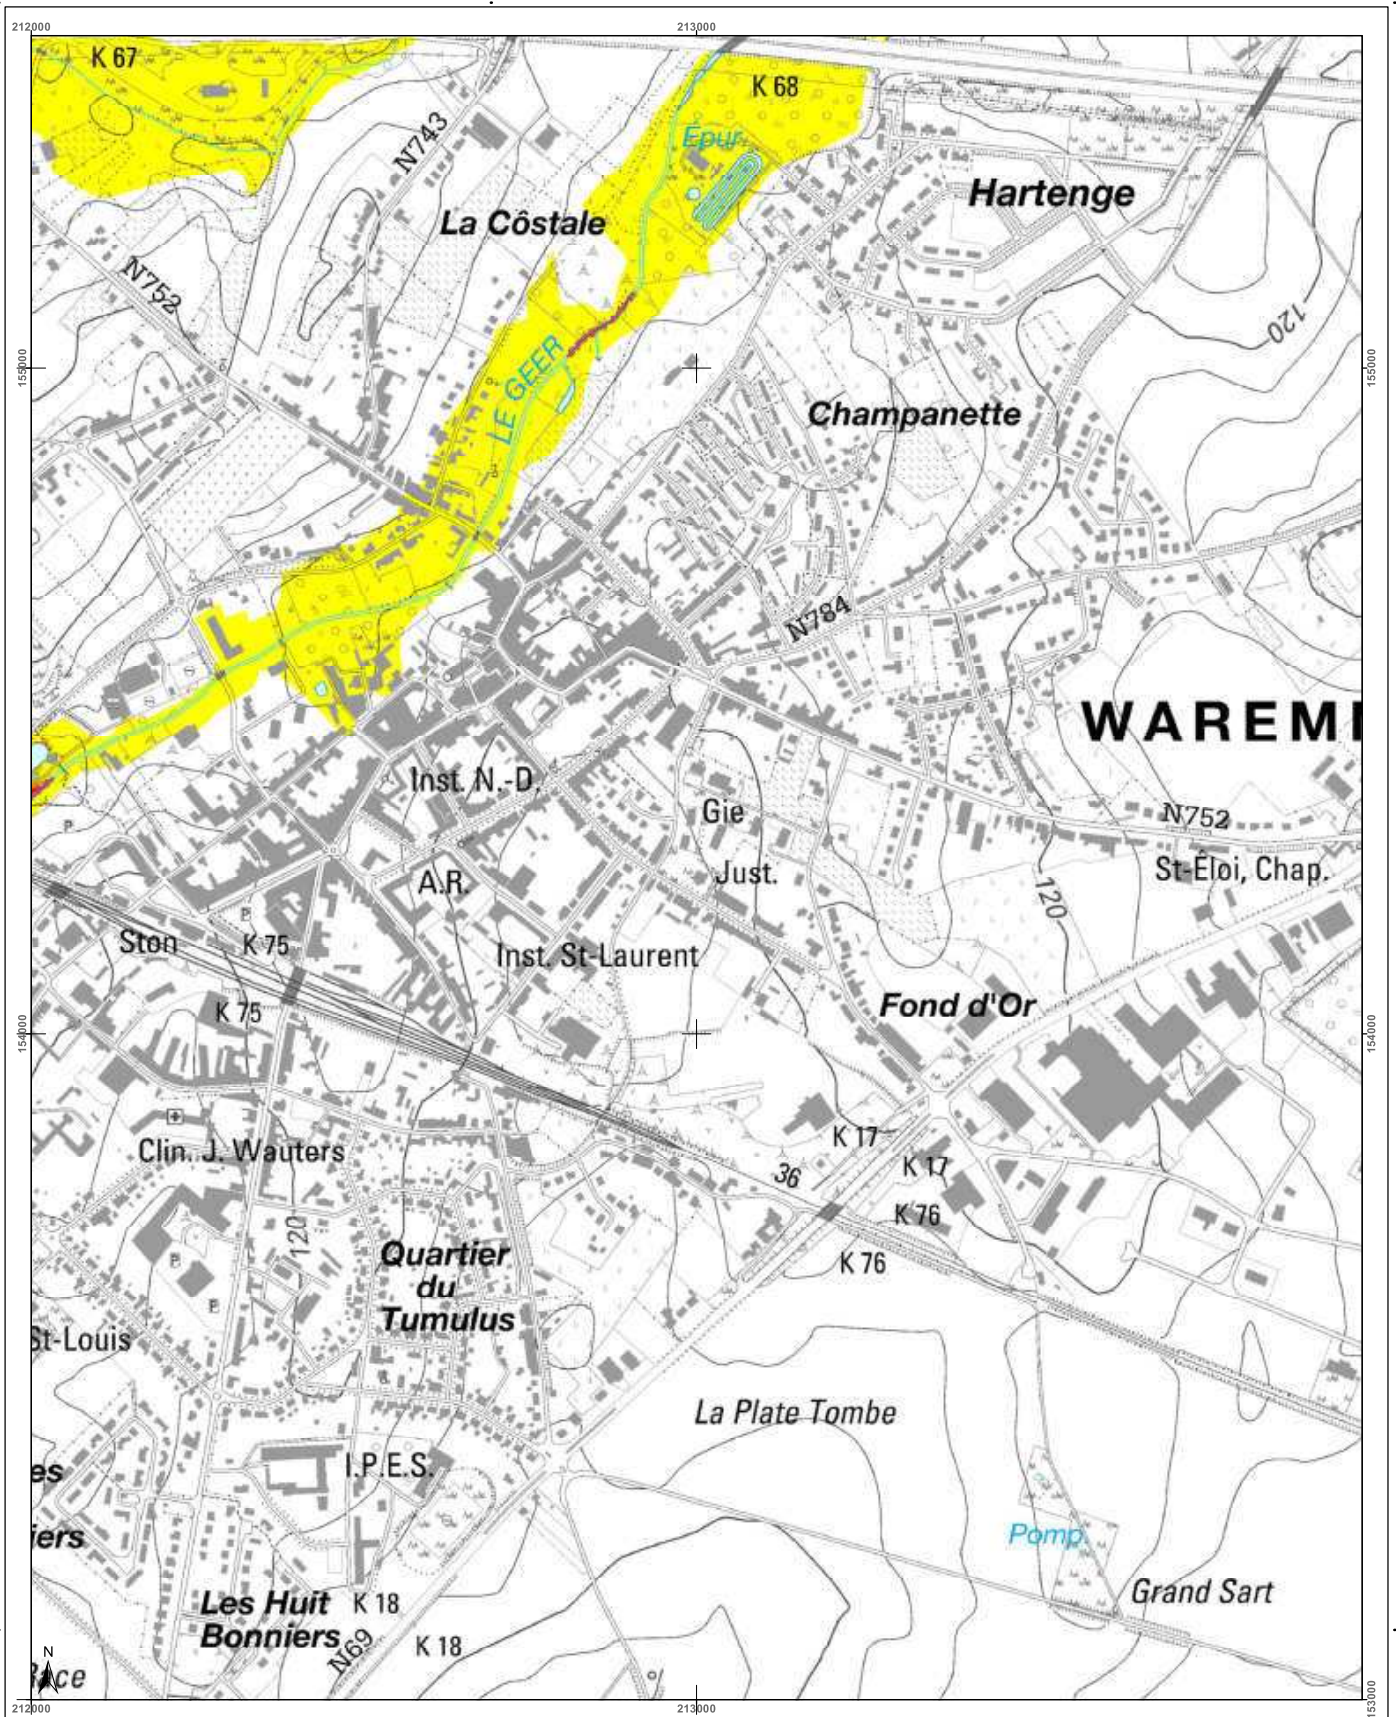 212000
213000
K 67
K 68
N743
Épur.
Hartenge
La Côstale
N752
120
155000
LE GEER
155000
Champanette
N784
WAREM
Inst. N.-D.
Gie
Just.
N752
St-Éloi, Chap.
P
A.R.
120
P
Ston
K 75
Inst. St-Laurent
K 75
Fond d'Or
154000
154000
Clin. J. Wauters
K 17
K 17
36
K 76
K 76
120
Quartier
du
Tumulus
P
P
St-Louis
La Plate Tombe
es
I.P.E.S.
iers
Pomp.
Grand Sart
Les Huit
Bonniers
K 18
K 18
N69
N
212000
213000
153000